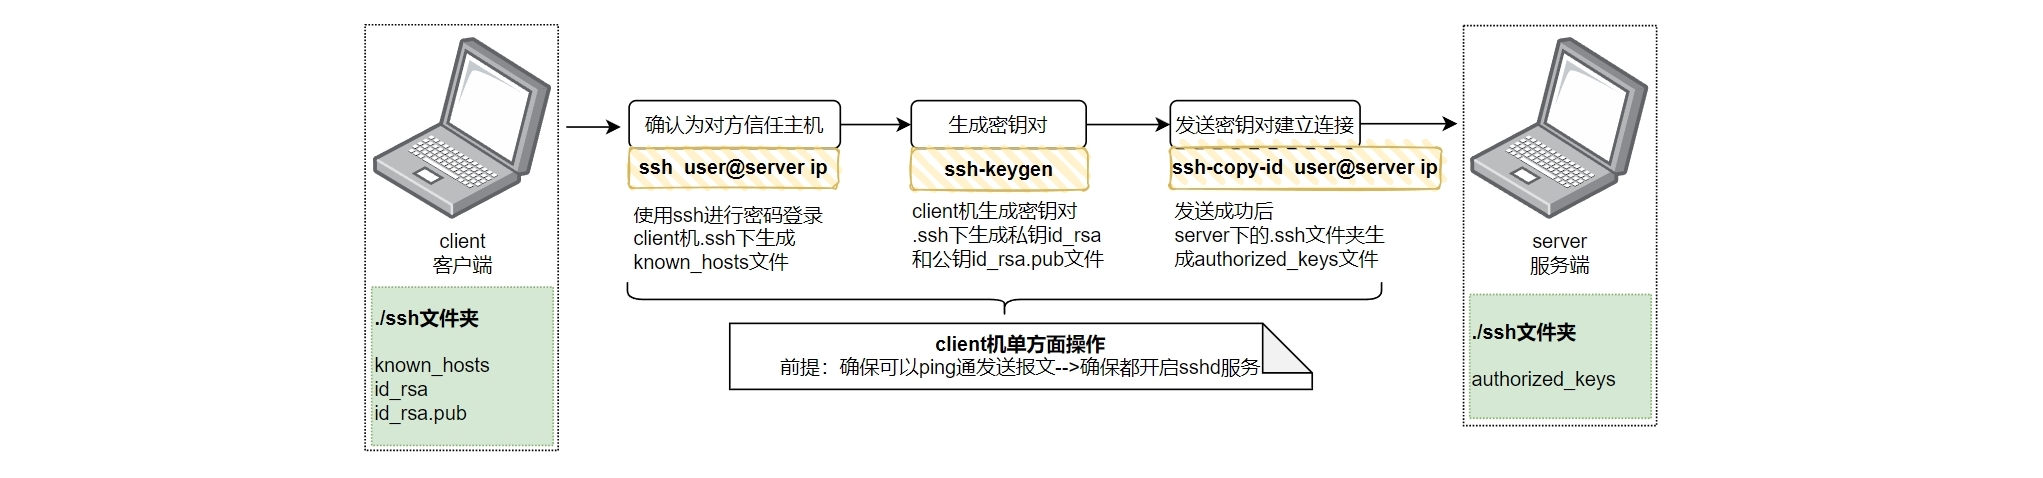 client
客户端
./ssh文件夹
known_hosts
id_rsa
id_rsa.pub
确认为对方信任主机
ssh  user@server ip
使用ssh进行密码登录
client机.ssh下生成
known_hosts文件
生成密钥对
ssh-keygen
client机生成密钥对
.ssh下生成私钥id_rsa
和公钥id_rsa.pub文件
发送密钥对建立连接
ssh-copy-id  user@server ip
发送成功后
server下的.ssh文件夹生
成authorized_keys文件
client机单方面操作
前提：确保可以ping通发送报文-->确保都开启sshd服务
server
服务端
./ssh文件夹
authorized_keys